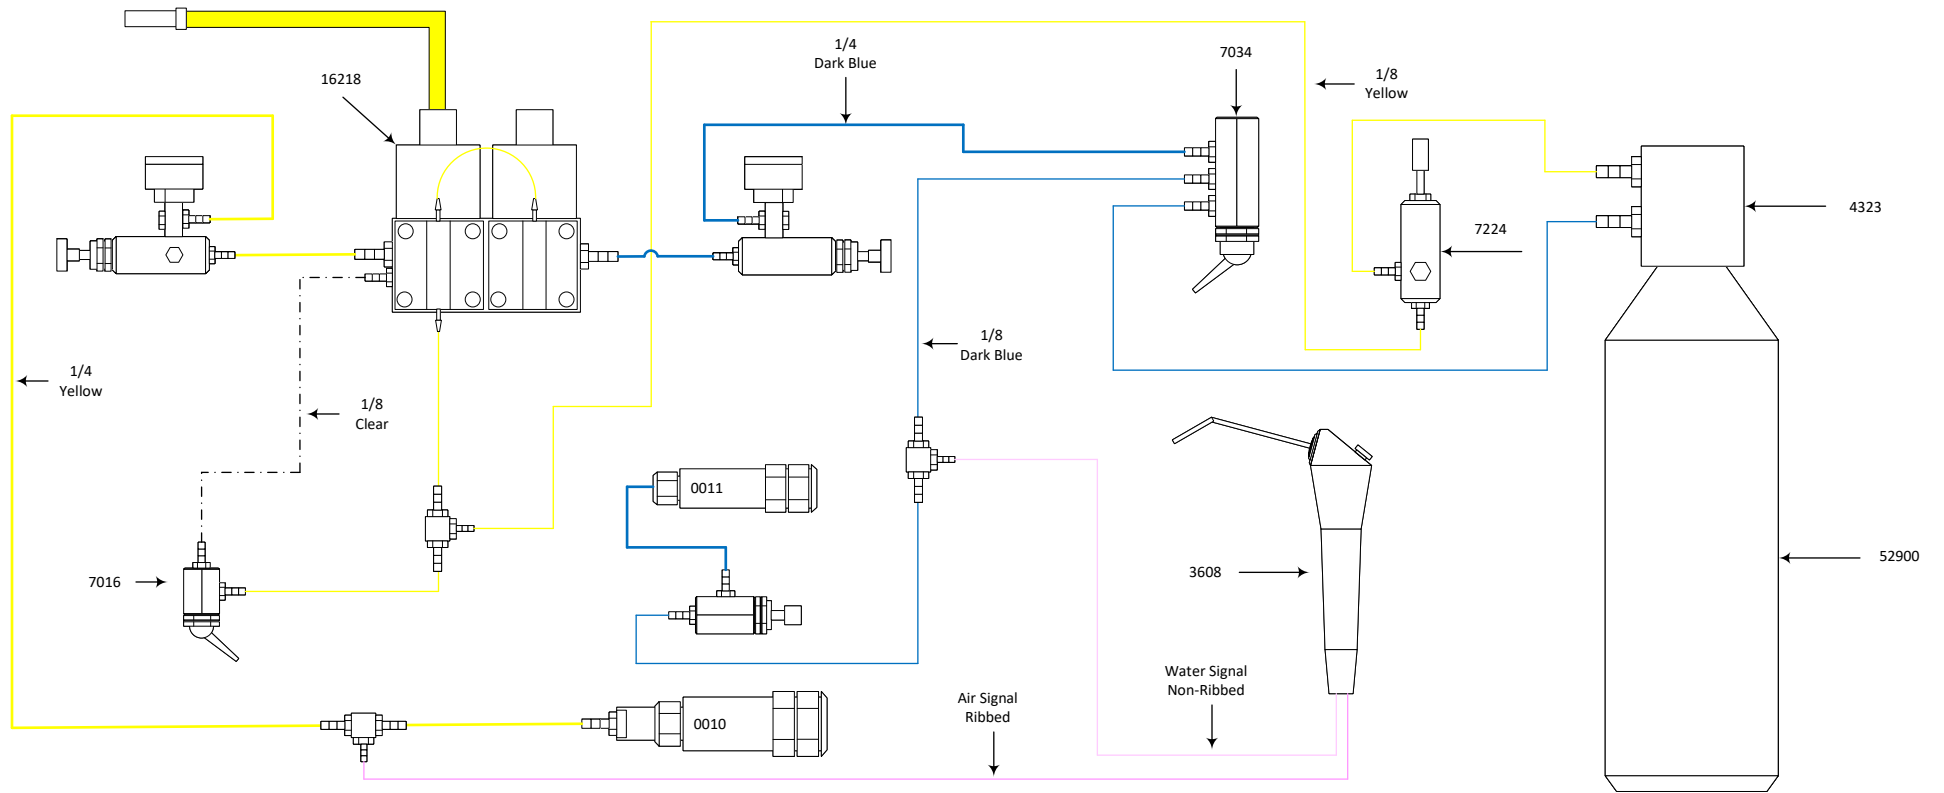 1/4
Dark Blue
7034
16218
1/8
Yellow
4323
7224
1/8
Dark Blue
1/4
Yellow
1/8
Clear
0011
7016
3608
52900
Water Signal
Non-Ribbed
Air Signal
Ribbed
0010